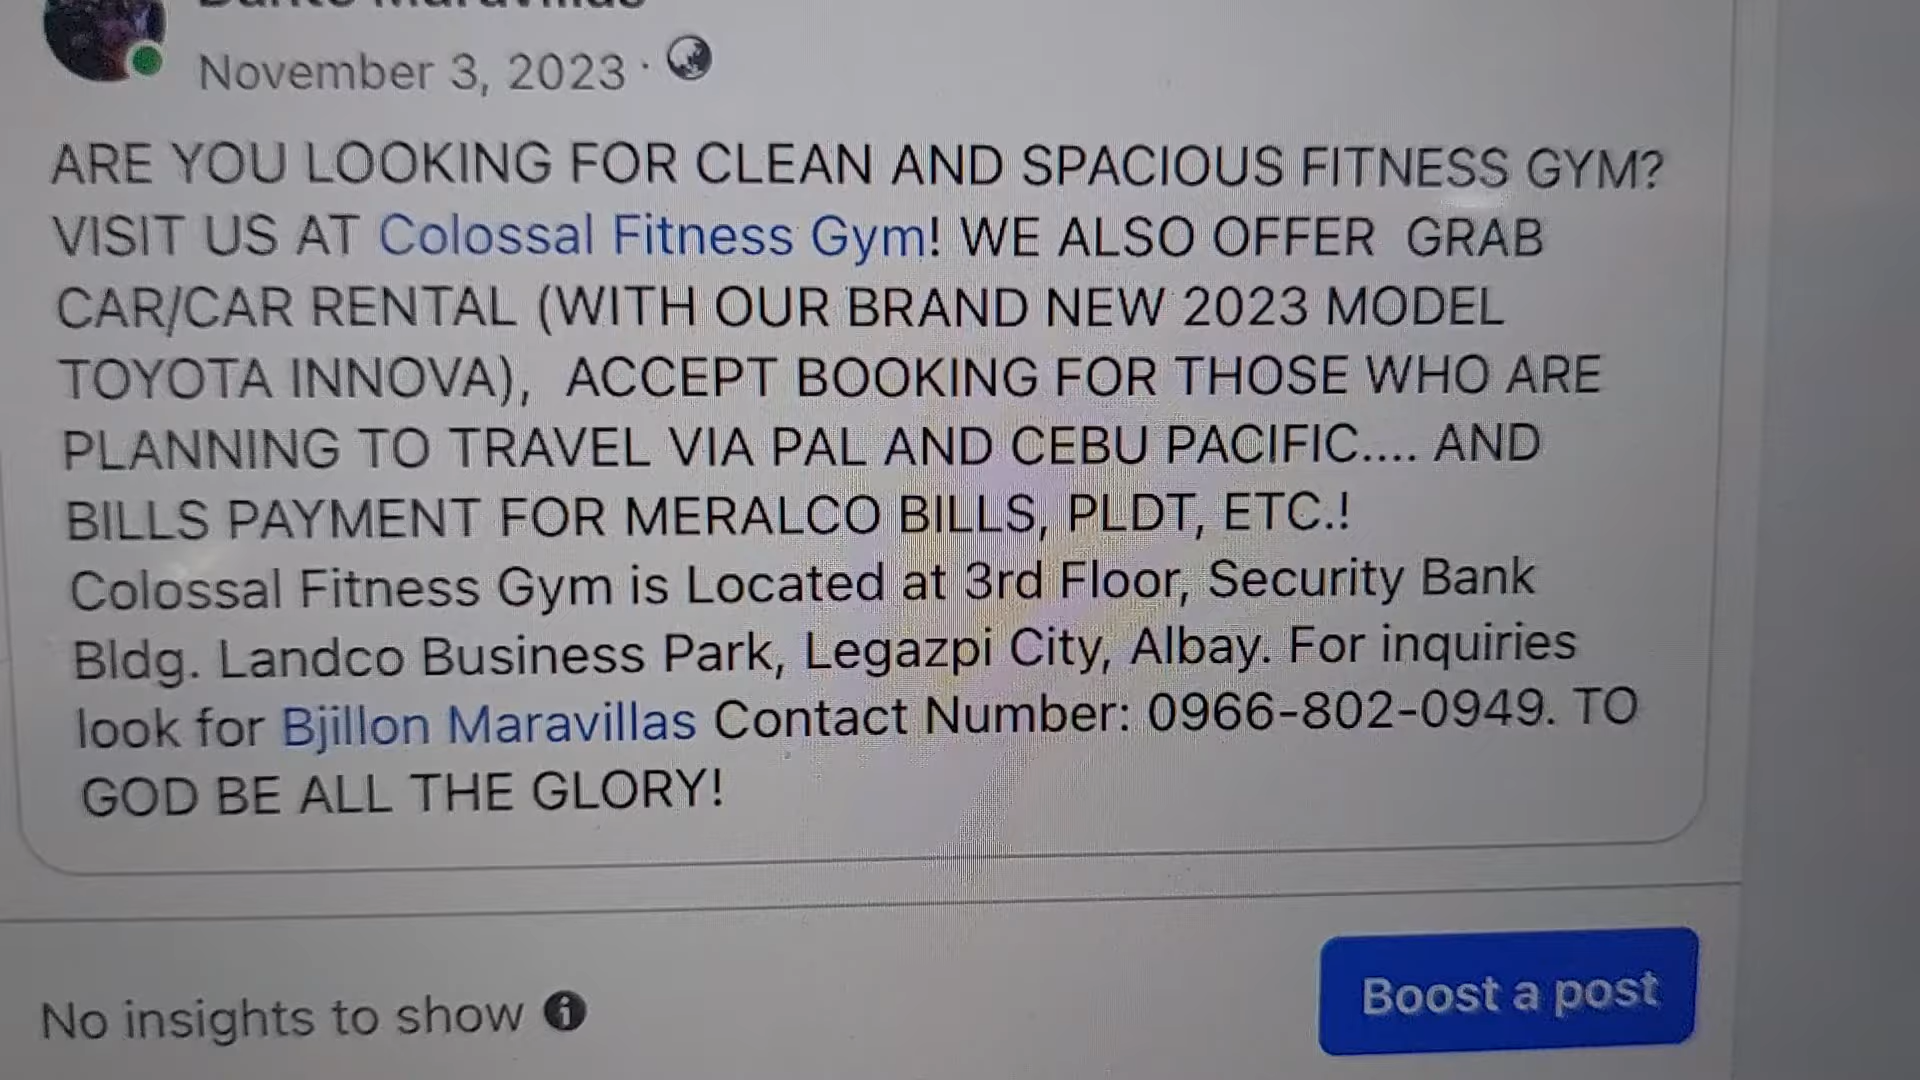 November 3, 2023 ·
ARE YOU LOOKING FOR CLEAN AND SPACIOUS FITNESS GYM?
VISIT US AT Colossal Fitness Gym! WE ALSO OFFER GRAB
CAR/CAR RENTAL (WITH OUR BRAND NEW 2023 MODEL
TOYOTA INNOVA), ACCEPT BOOKING FOR THOSE WHO ARE
PLANNING TO TRAVEL VIA PAL AND CEBU PACIFIC.... AND
BILLS PAYMENT FOR MERALCO BILLS, PLDT, ETC.!
Colossal Fitness Gym is Located at 3rd Floor, Security Bank
Bldg. Landco Business Park, Legazpi City, Albay. For inquiries
look for Bjillon Maravillas Contact Number: 0966-802-0949. TO
GOD BE ALL THE GLORY!
No insights to show
Boost a post